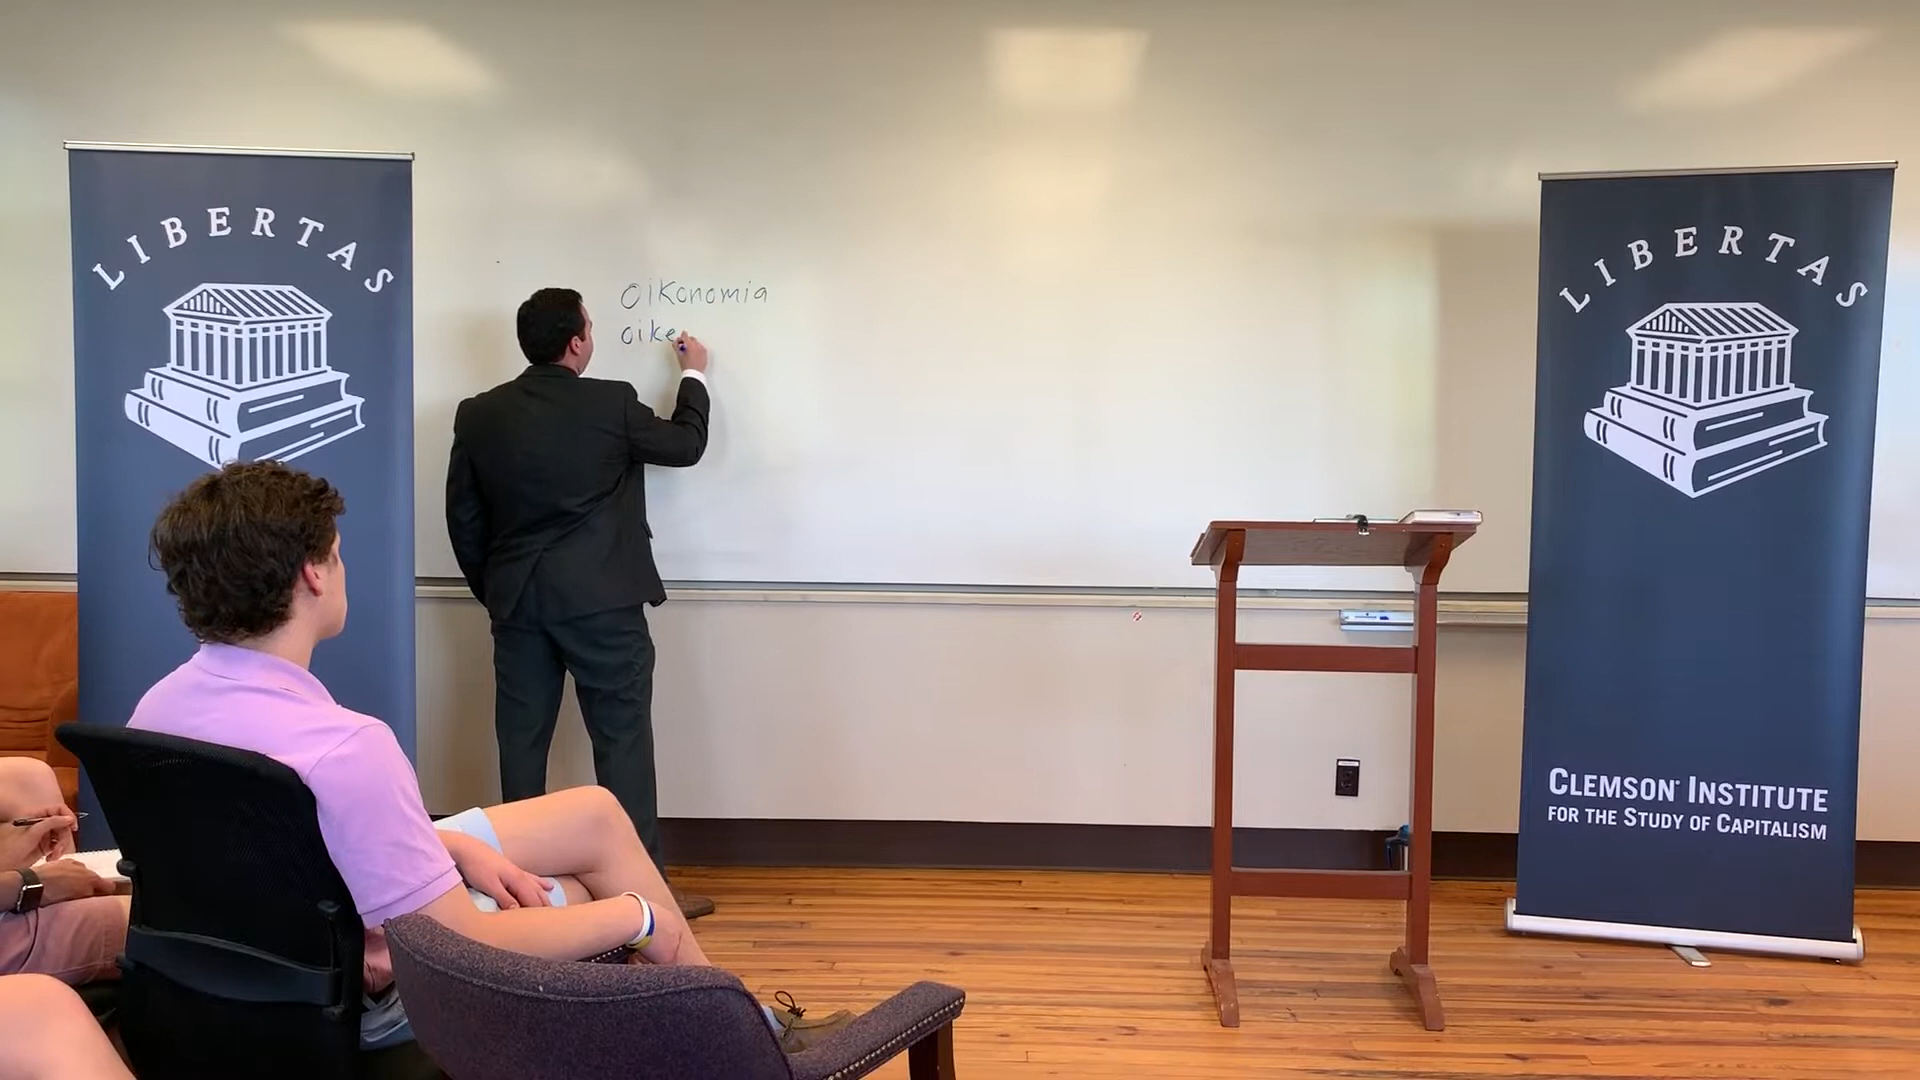 LIBERTAS
Oikonomia
oike
LIBERTAS
CLEMSON INSTITUTE
FOR THE STUDY OF CAPITALISM